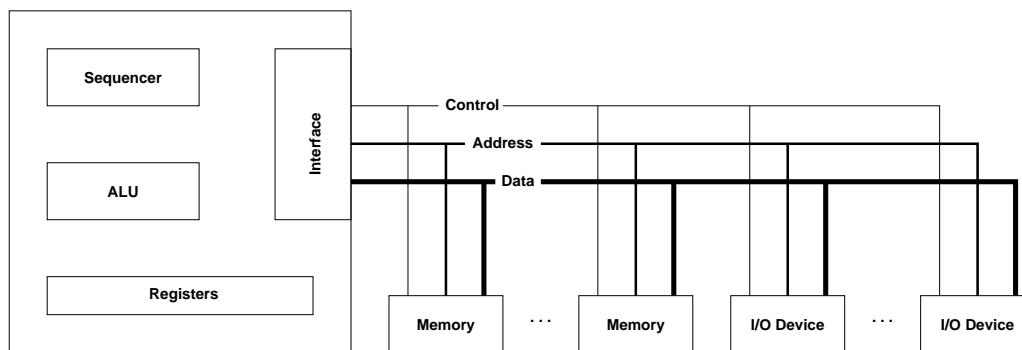 Sequencer
Interface
Control
Address
Data
ALU
Registers
Memory
. . .
Memory
I/O Device
. . .
I/O Device